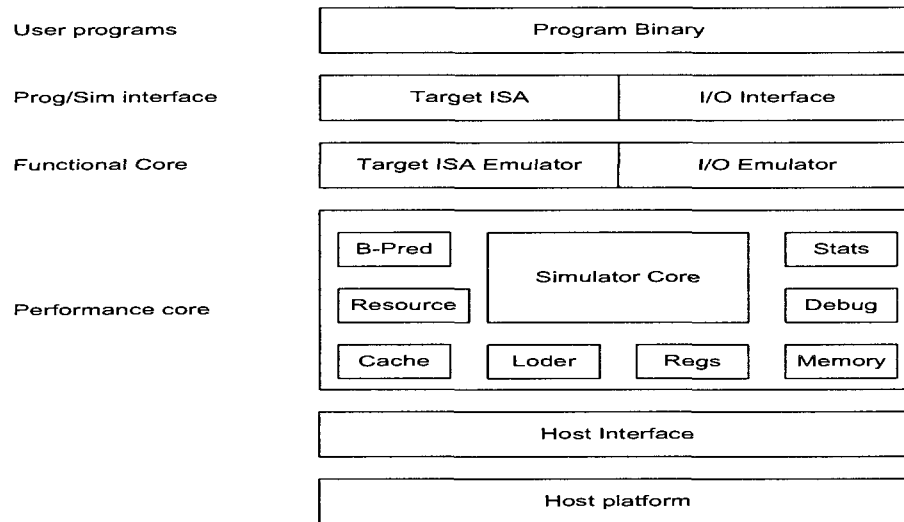 User programs
Program Binary
Prog/Sim interface
Target ISA
I/O Interface
Functional Core
Target ISA Emulator
I/O Emulator
Performance core
B-Pred
Simulator Core
Stats
Resource
Debug
Cache
Loder
Regs
Memory
Host Interface
Host platform